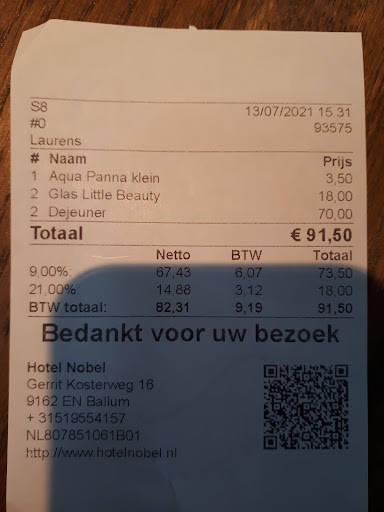 S8 13/07/2021 15:31
#0 93575
Laurens
# Naam Prijs
1 Aqua Panna klein 3,50
2 Glas Little Beauty 18,00
2 Dejeuner 70,00
Totaal € 91,50
Netto BTW Totaal
9,00%: 67,43 6,07 73,50
21,00%: 14,88 3,12 18,00
BTW totaal: 82,31 9,19 91,50
Bedankt voor uw bezoek
Hotel Nobel
Gerrit Kosterweg 16
9162 EN Ballum
+ 31519554157
NL807851061B01
http://www.hotelnobel.nl